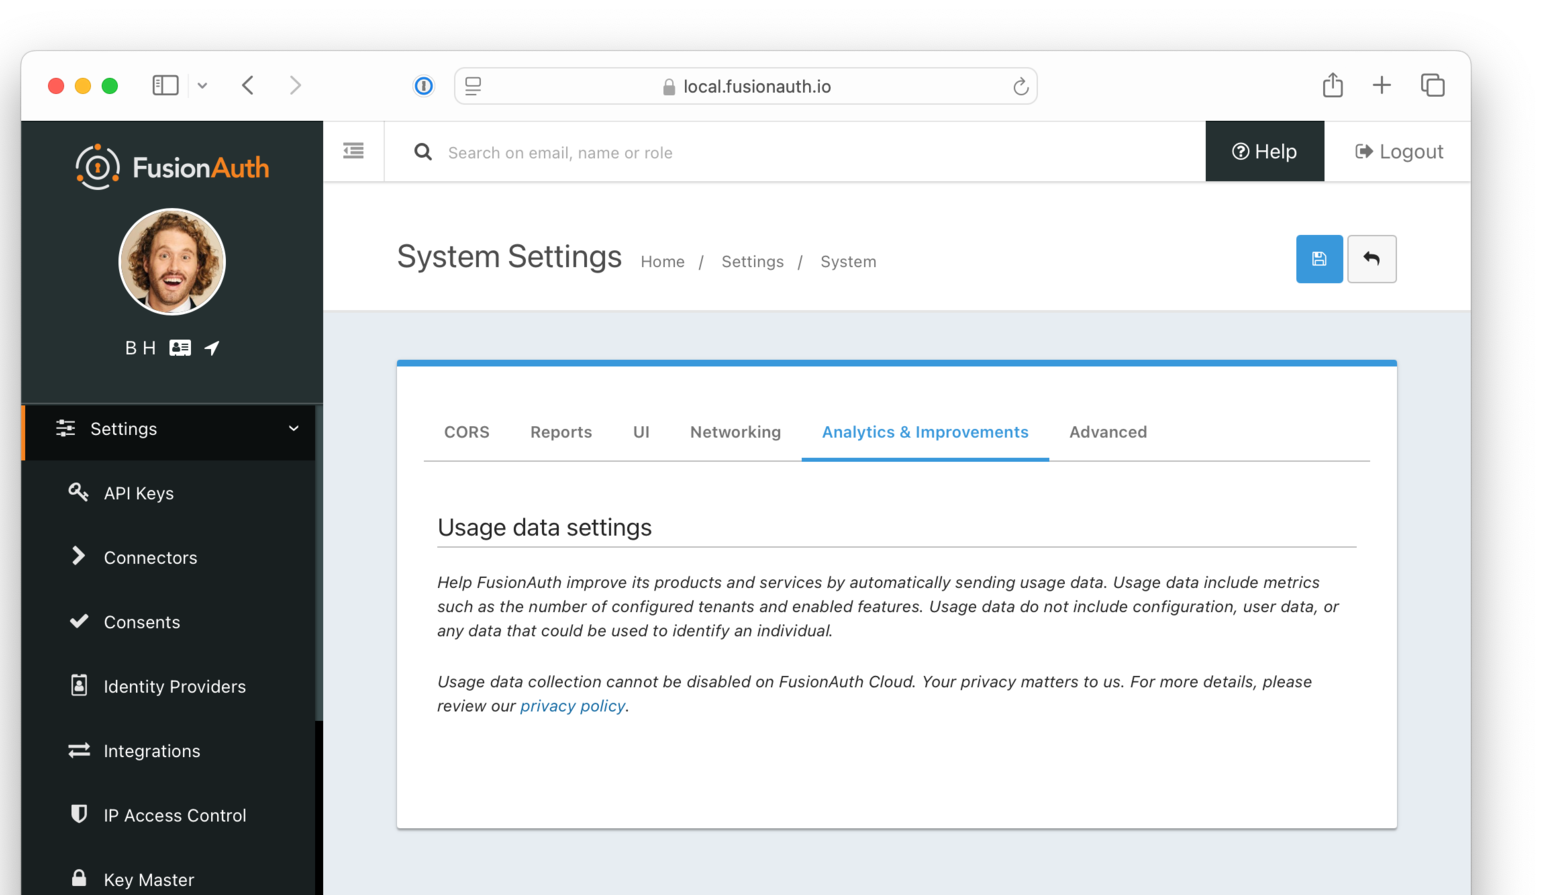 local.fusionauth.io
FusionAuth
Search on email, name or role
Help
Logout
System Settings
Home / Settings / System
B H
Settings
API Keys
Connectors
Consents
Identity Providers
Integrations
IP Access Control
Key Master
CORS
Reports
UI
Networking
Analytics & Improvements
Advanced
Usage data settings
Help FusionAuth improve its products and services by automatically sending usage data. Usage data include metrics
such as the number of configured tenants and enabled features. Usage data do not include configuration, user data, or
any data that could be used to identify an individual.
Usage data collection cannot be disabled on FusionAuth Cloud. Your privacy matters to us. For more details, please
review our privacy policy.